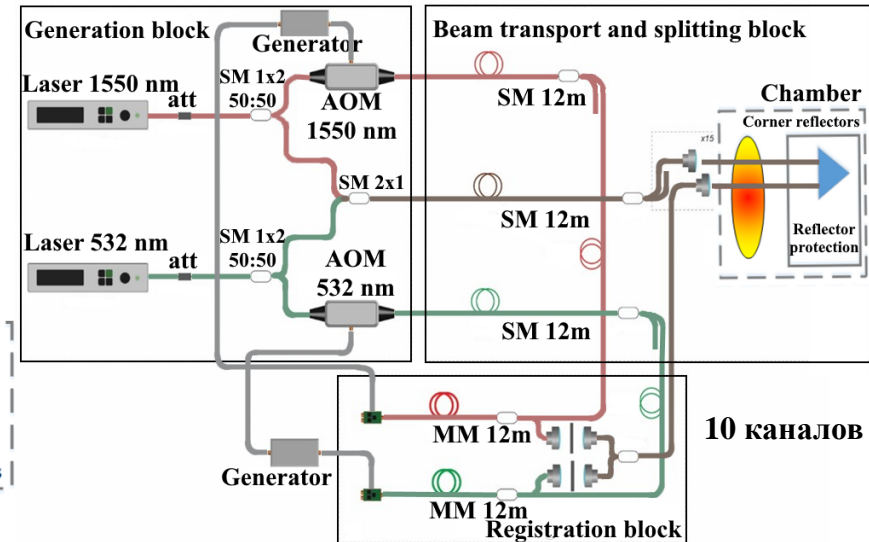 Generation block
Generator
Beam transport and splitting block
Laser 1550 nm
att
SM 1x2
50:50
AOM
1550 nm
SM 12m
Chamber
Corner reflectors
x15
SM 2x1
SM 12m
Reflector
protection
Laser 532 nm
att
SM 1x2
50:50
AOM
532 nm
SM 12m
MM 12m
10 каналов
Generator
MM 12m
Registration block
s